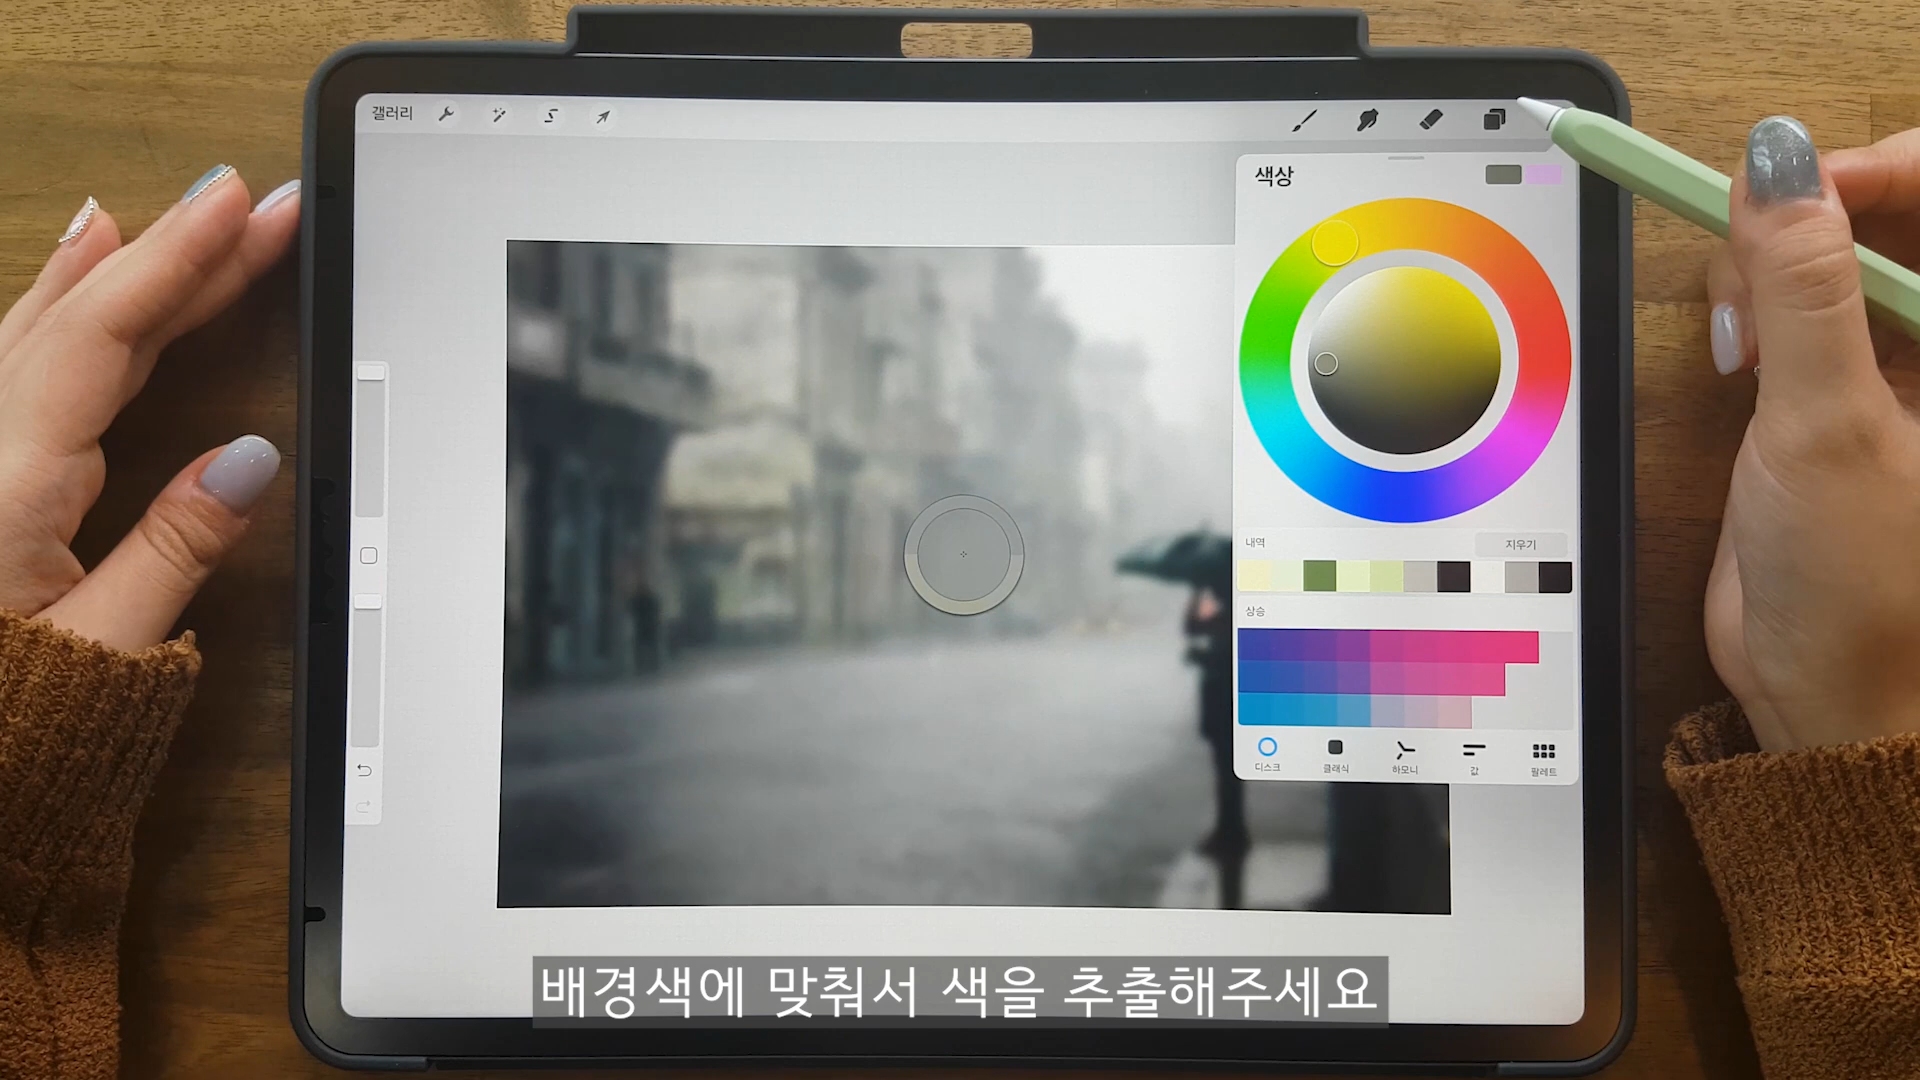 갤러리
색상
내역
지우기
상승
디스크
클래식
하모니
값
팔레트
배경색에 맞춰서 색을 추출해주세요